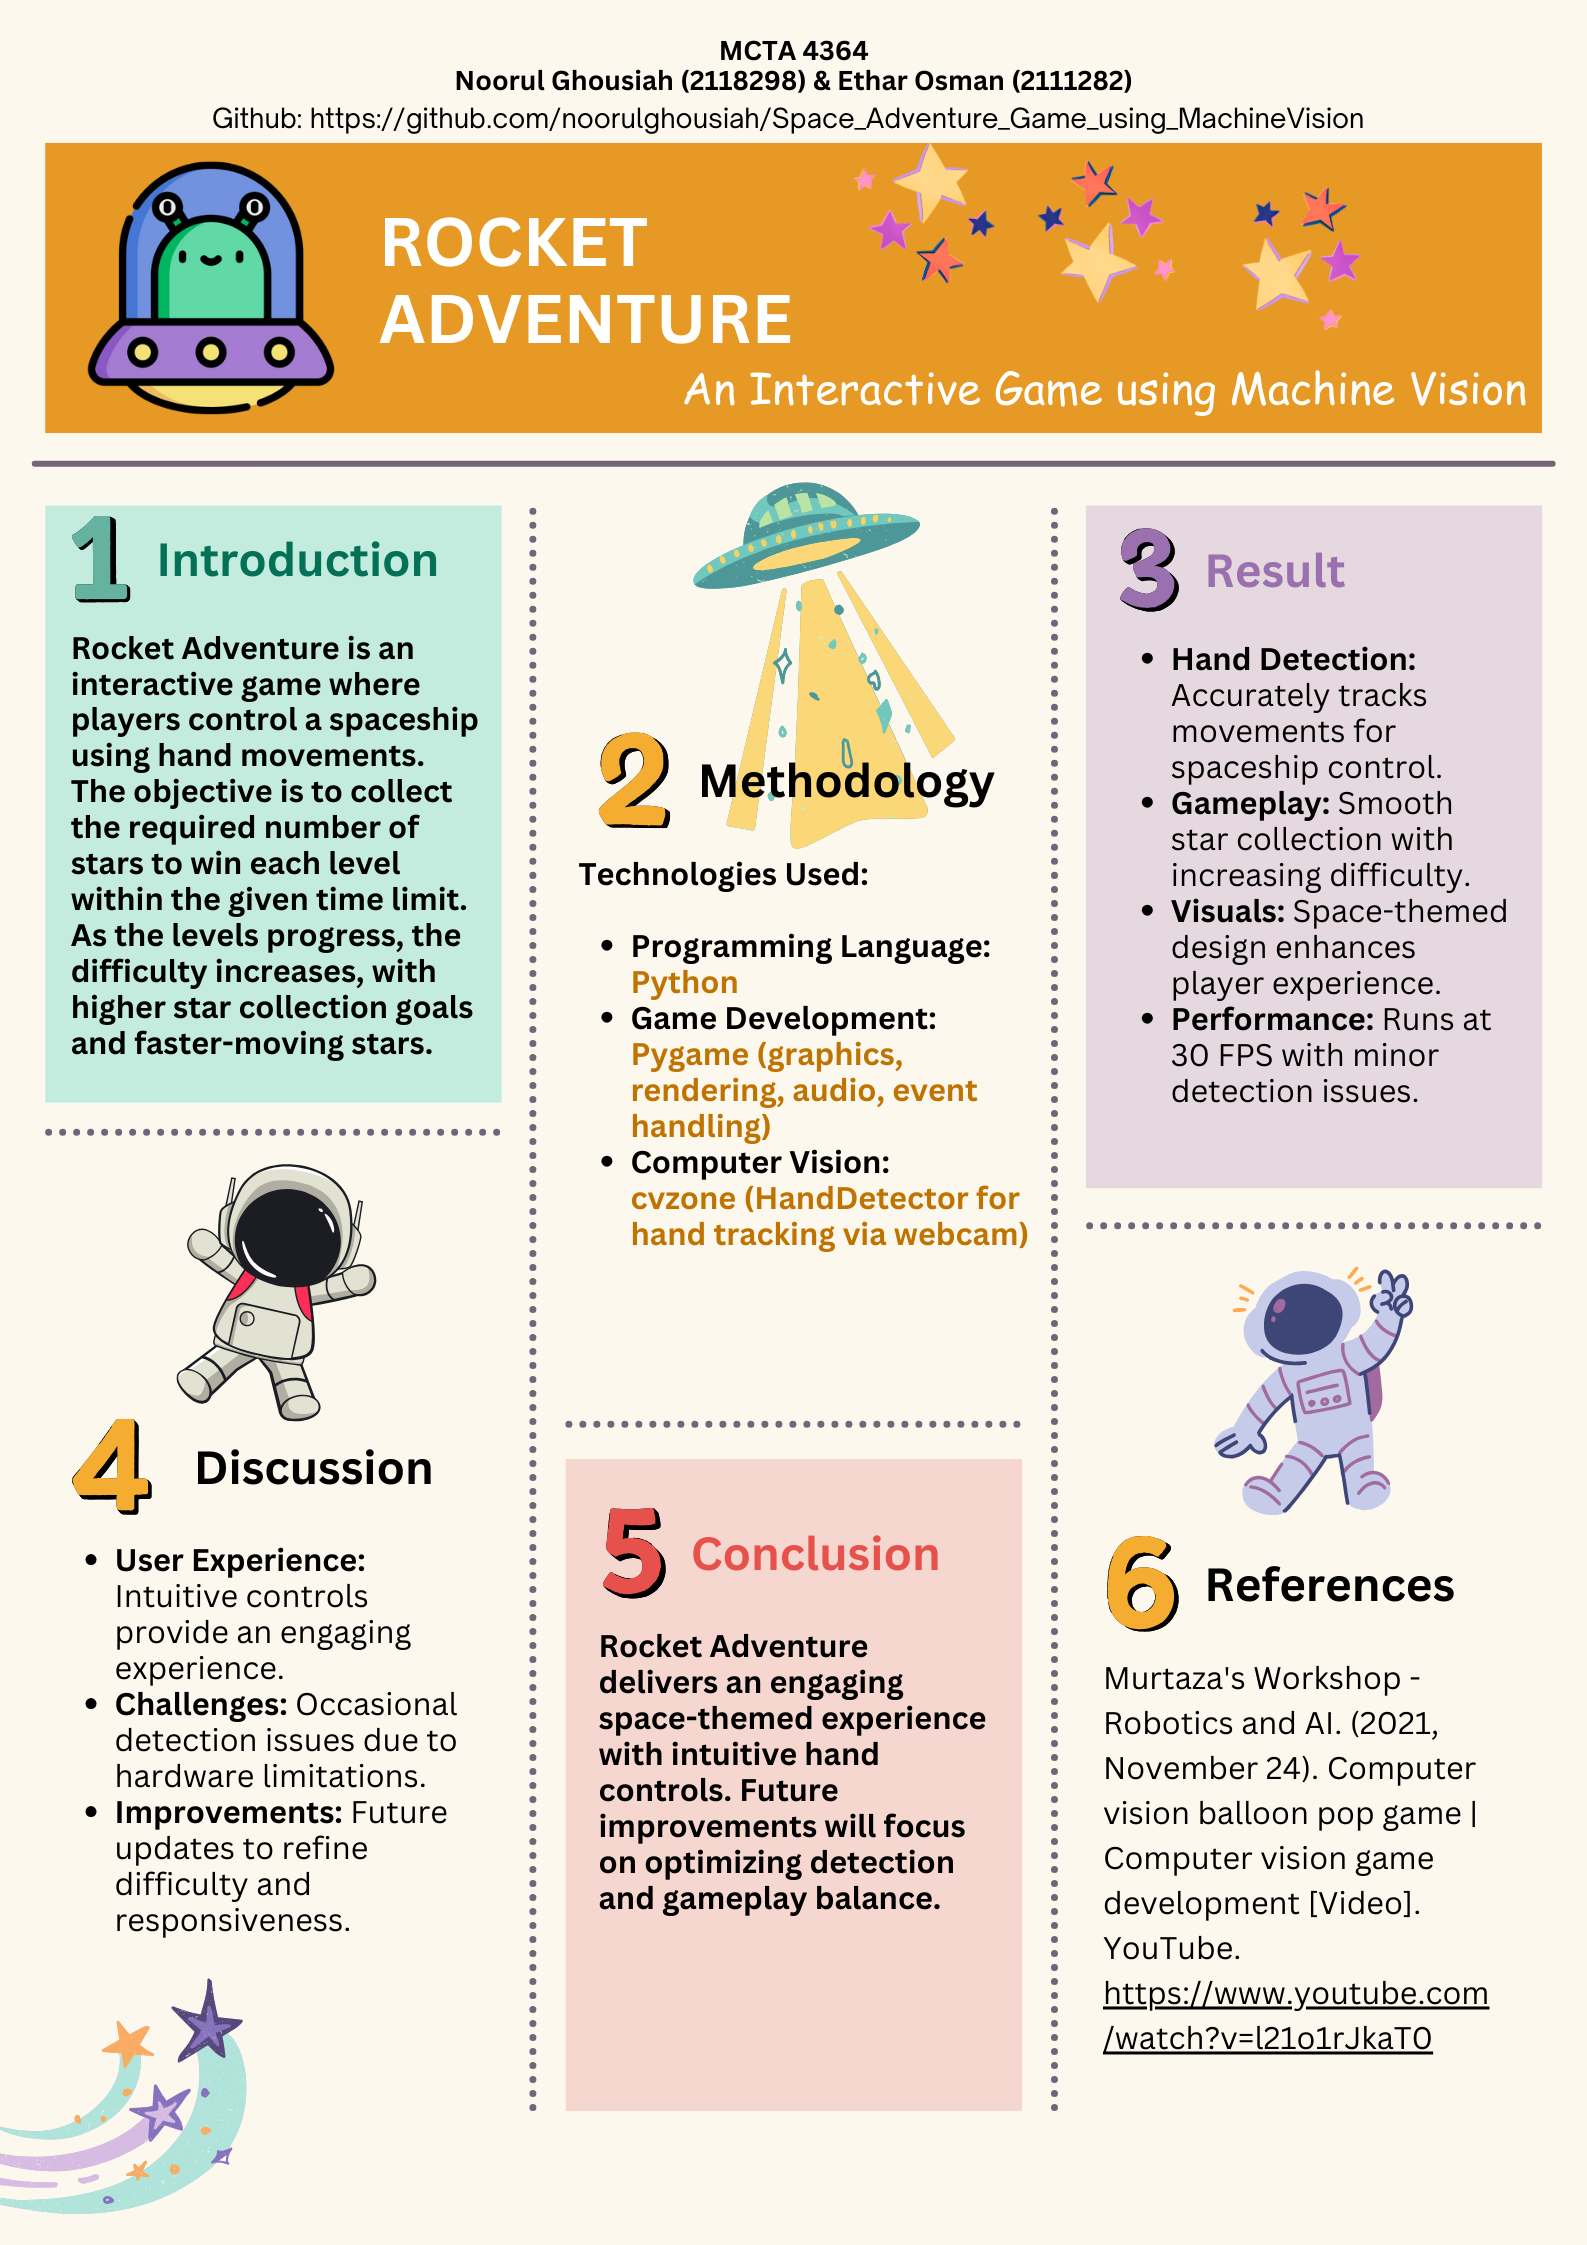 MCTA 4364
Noorul Ghousiah (2118298) & Ethar Osman (2111282)
Github: https://github.com/noorulghousiah/Space_Adventure_Game_using_MachineVision
ROCKET
ADVENTURE
An Interactive Game using Machine Vision
1 Introduction
Rocket Adventure is an
interactive game where
players control a spaceship
using hand movements.
The objective is to collect
the required number of
stars to win each level
within the given time limit.
As the levels progress, the
difficulty increases, with
higher star collection goals
and faster-moving stars.
2 Methodology
Technologies Used:
• Programming Language:
Python
• Game Development:
Pygame (graphics,
rendering, audio, event
handling)
• Computer Vision:
cvzone (HandDetector for
hand tracking via webcam)
3 Result
• Hand Detection:
Accurately tracks
movements for
spaceship control.
• Gameplay: Smooth
star collection with
increasing difficulty.
• Visuals: Space-themed
design enhances
player experience.
• Performance: Runs at
30 FPS with minor
detection issues.
4 Discussion
• User Experience:
Intuitive controls
provide an engaging
experience.
• Challenges: Occasional
detection issues due to
hardware limitations.
• Improvements: Future
updates to refine
difficulty and
responsiveness.
5 Conclusion
Rocket Adventure
delivers an engaging
space-themed experience
with intuitive hand
controls. Future
improvements will focus
on optimizing detection
and gameplay balance.
6 References
Murtaza's Workshop -
Robotics and AI. (2021,
November 24). Computer
vision balloon pop game |
Computer vision game
development [Video].
YouTube.
https://www.youtube.com
/watch?v=l21o1rJkaT0